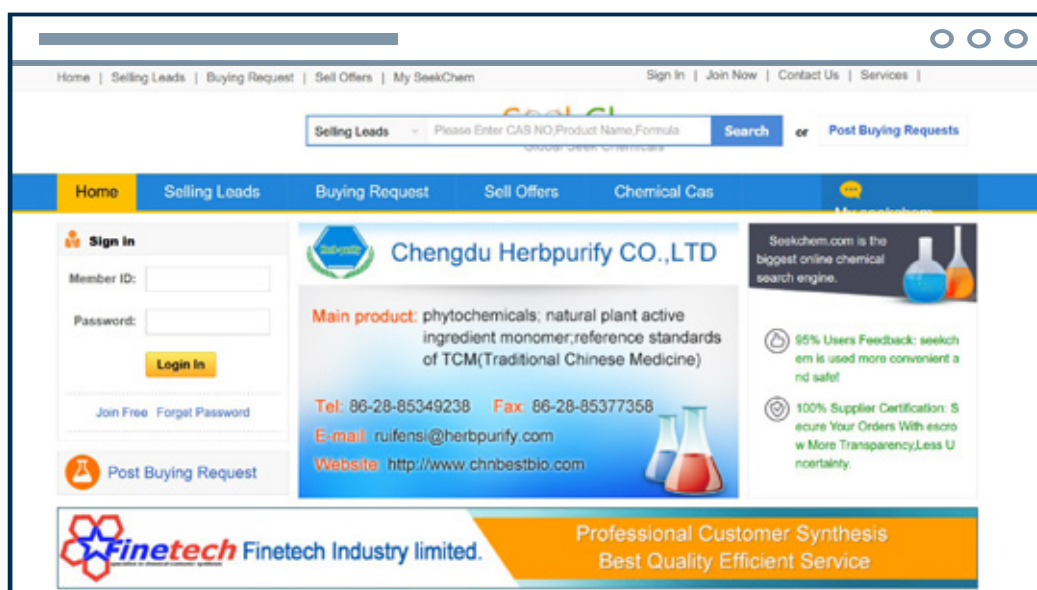 Home | Selling Leads | Buying Request | Sell Offers | My SeekChem
Sign In | Join Now | Contact Us | Services |
Selling Leads
Please Enter CAS NO,Product Name,Formula
Search
or
Post Buying Requests
Global Seek Chemicals
Home
Selling Leads
Buying Request
Sell Offers
Chemical Cas
My seekchem
Sign in
Member ID:
Password:
Login In
Join Free Forget Password
Post Buying Request
Chengdu Herbpurify CO.,LTD
Main product: phytochemicals; natural plant active
ingredient monomer;reference standards
of TCM(Traditional Chinese Medicine)
Tel: 86-28-85349238 Fax: 86-28-85377358
E-mail: ruifensi@herbpurify.com
Website: http://www.chnbestbio.com
Seekchem.com is the
biggest online chemical
search engine.
95% Users Feedback: seekch
em is used more convenient a
nd safe!
100% Supplier Certification: S
ecure Your Orders With escro
w More Transparency,Less U
ncertainty.
Finetech Finetech Industry limited.
Professional Customer Synthesis
Best Quality Efficient Service